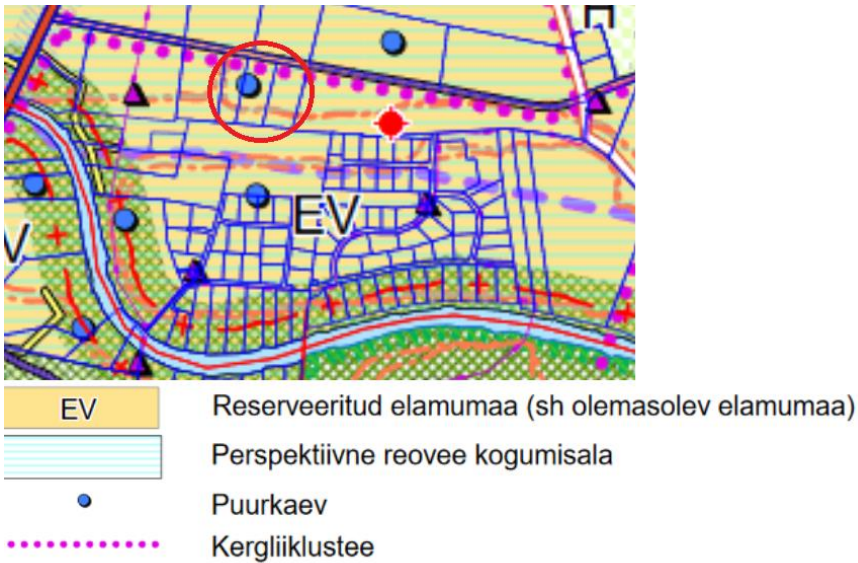 H
EV
V
EV
Reserveeritud elamumaa (sh olemasolev elamumaa)
Perspektiivne reovee kogumisala
Puurkaev
Kergliiklustee